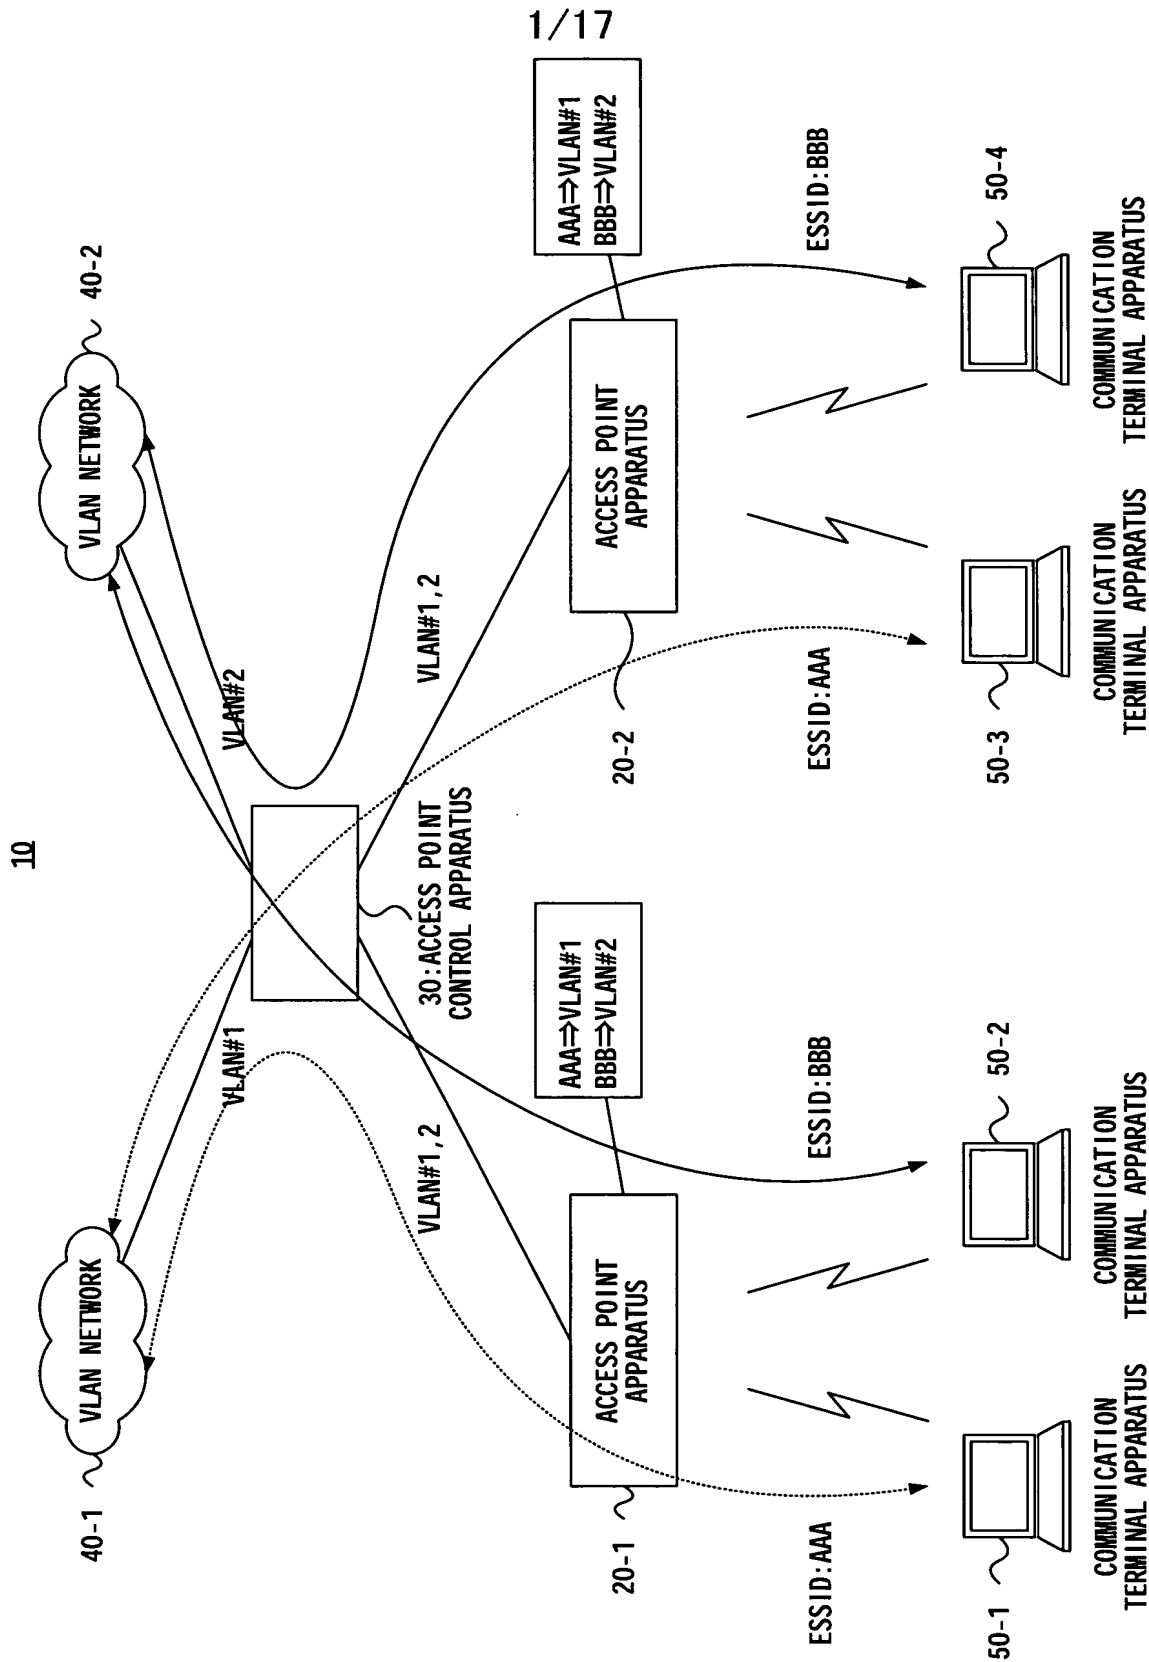 1/17
10
40-1
VLAN NETWORK
40-2
VLAN NETWORK
VLAN#1
VLAN#2
30:ACCESS POINT
CONTROL APPARATUS
VLAN#1,2
VLAN#1,2
AAA⇒VLAN#1
BBB⇒VLAN#2
AAA⇒VLAN#1
BBB⇒VLAN#2
20-1
ACCESS POINT
APPARATUS
20-2
ACCESS POINT
APPARATUS
ESSID:AAA
ESSID:BBB
ESSID:AAA
ESSID:BBB
50-1
50-2
50-3
50-4
COMMUNICATION
TERMINAL APPARATUS
COMMUNICATION
TERMINAL APPARATUS
COMMUNICATION
TERMINAL APPARATUS
COMMUNICATION
TERMINAL APPARATUS